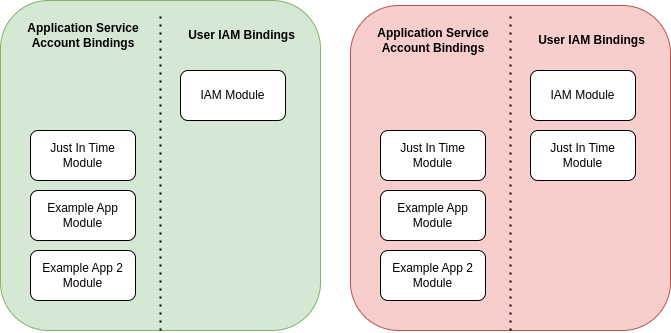 Application Service
Account Bindings
User IAM Bindings
IAM Module
Just In Time
Module
Example App
Module
Example App 2
Module
Application Service
Account Bindings
User IAM Bindings
IAM Module
Just In Time
Module
Just In Time
Module
Example App
Module
Example App 2
Module